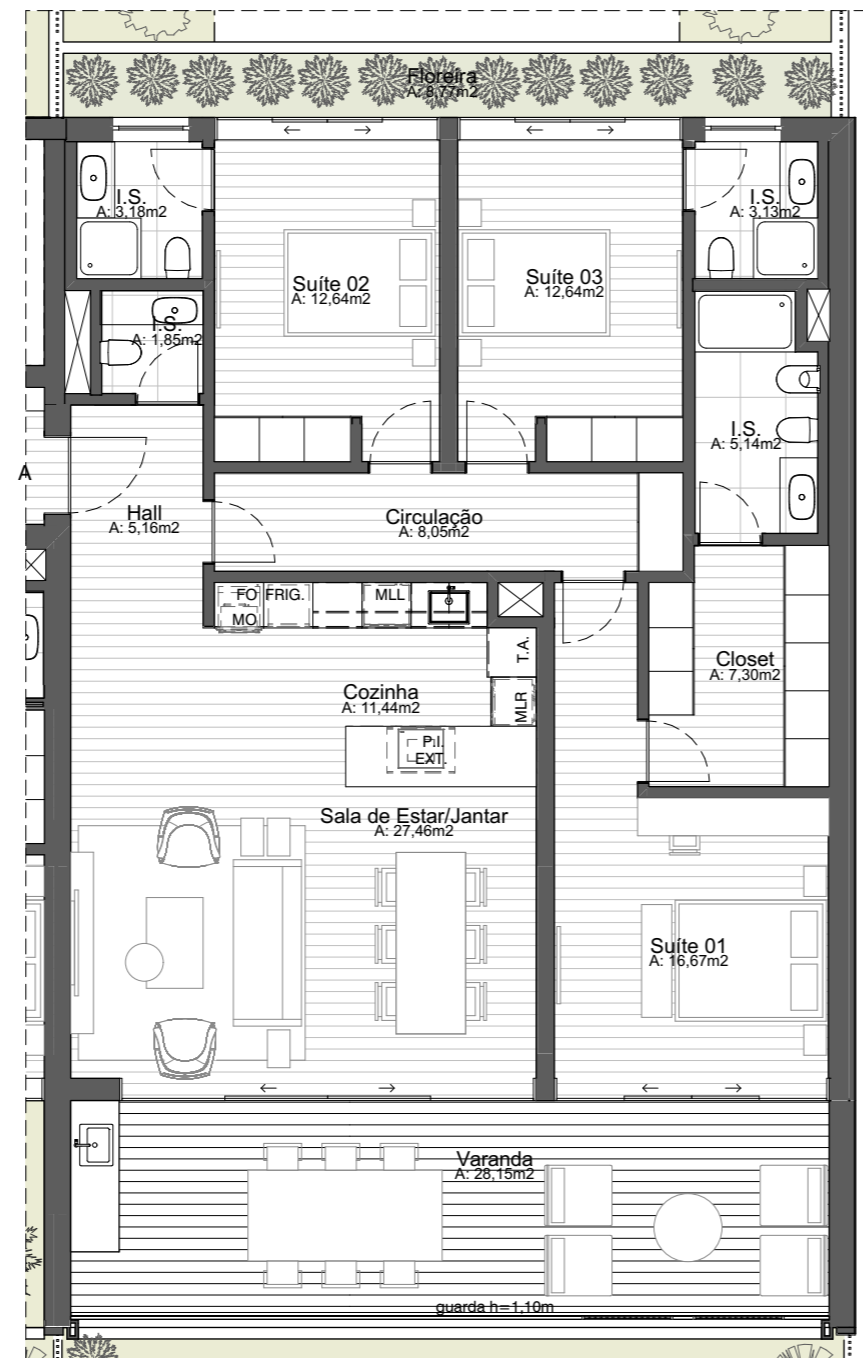 Floreira
A: 8,77m2
I.S.
A: 3,18m2
I.S.
A: 3,13m2
Suíte 02
A: 12,64m2
Suíte 03
A: 12,64m2
I.S.
A: 1,85m2
I.S.
A: 5,14m2
A
Hall
A: 5,16m2
Circulação
A: 8,05m2
FO
FRIG.
MLL
MO
T.A.
Closet
A: 7,30m2
Cozinha
A: 11,44m2
MLR
P.I.
EXT.
Sala de Estar/Jantar
A: 27,46m2
Suíte 01
A: 16,67m2
Varanda
A: 28,15m2
guarda h=1,10m